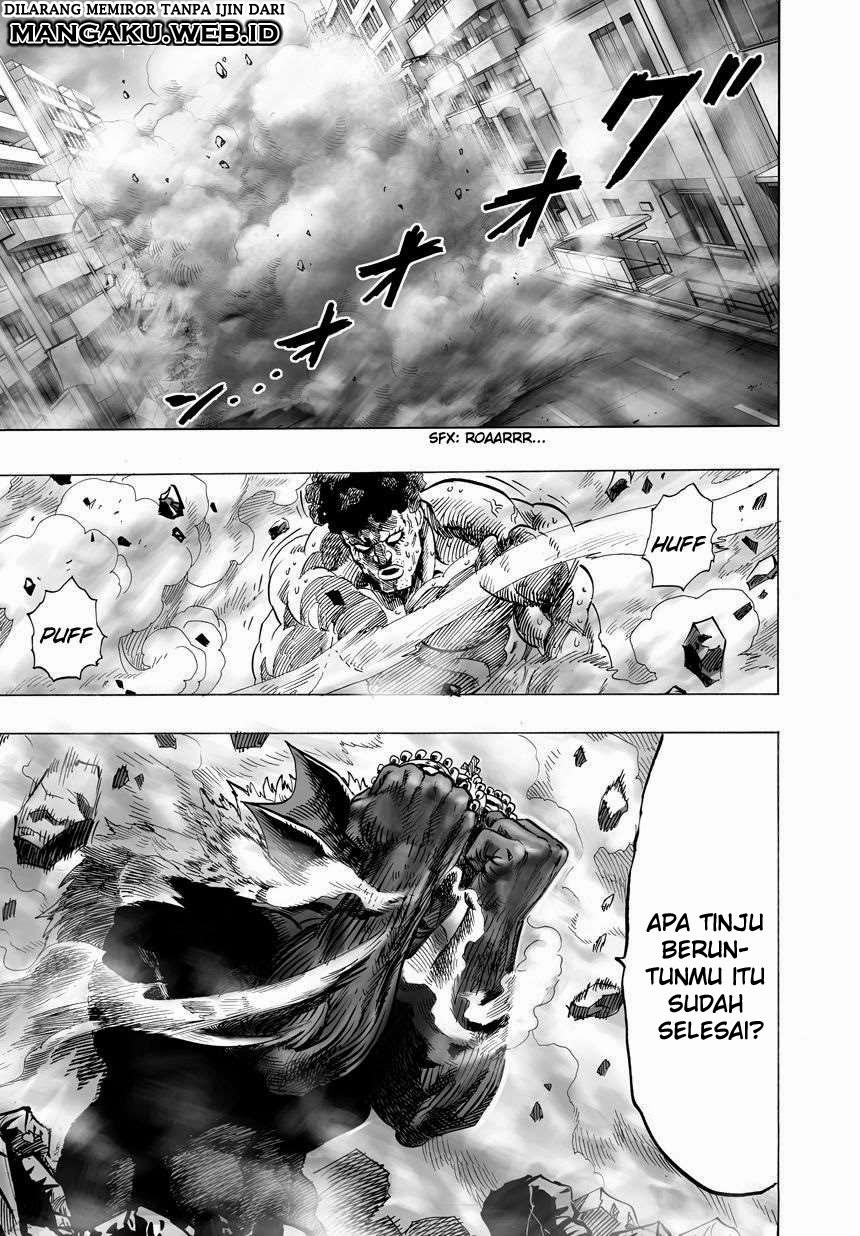 DILARANG MEMIROR TANPA IJIN DARI
MANGAKU.WEB.ID
グオオオ・・・ン
SFX: ROAARRR...
HUFF
PUFF
APA TINJU
BERUN-
TUNMU ITU
SUDAH
SELESAI?